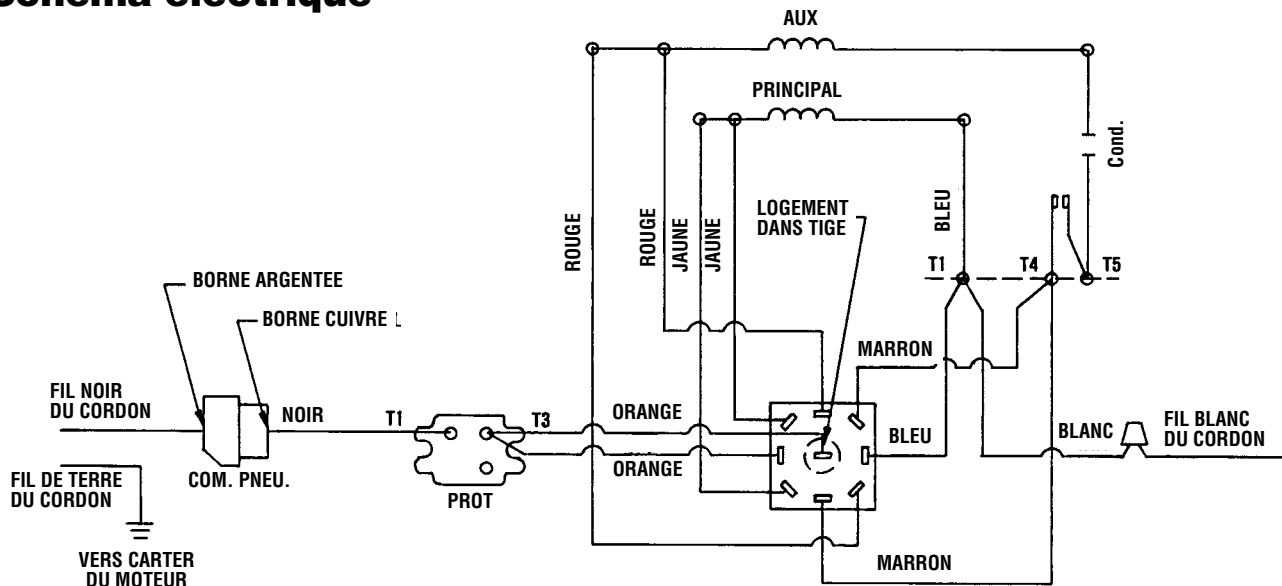 Schéma électrique
AUX
PRINCIPAL
Cond.
ROUGE
ROUGE
JAUNE
JAUNE
LOGEMENT
DANS TIGE
BLEU
T1
T4
T5
BORNE ARGENTEE
BORNE CUIVRE
MARRON
FIL NOIR
DU CORDON
NOIR
T1
T3
ORANGE
BLEU
BLANC
FIL BLANC
DU CORDON
ORANGE
FIL DE TERRE
DU CORDON
COM. PNEU.
PROT
VERS CARTER
DU MOTEUR
MARRON